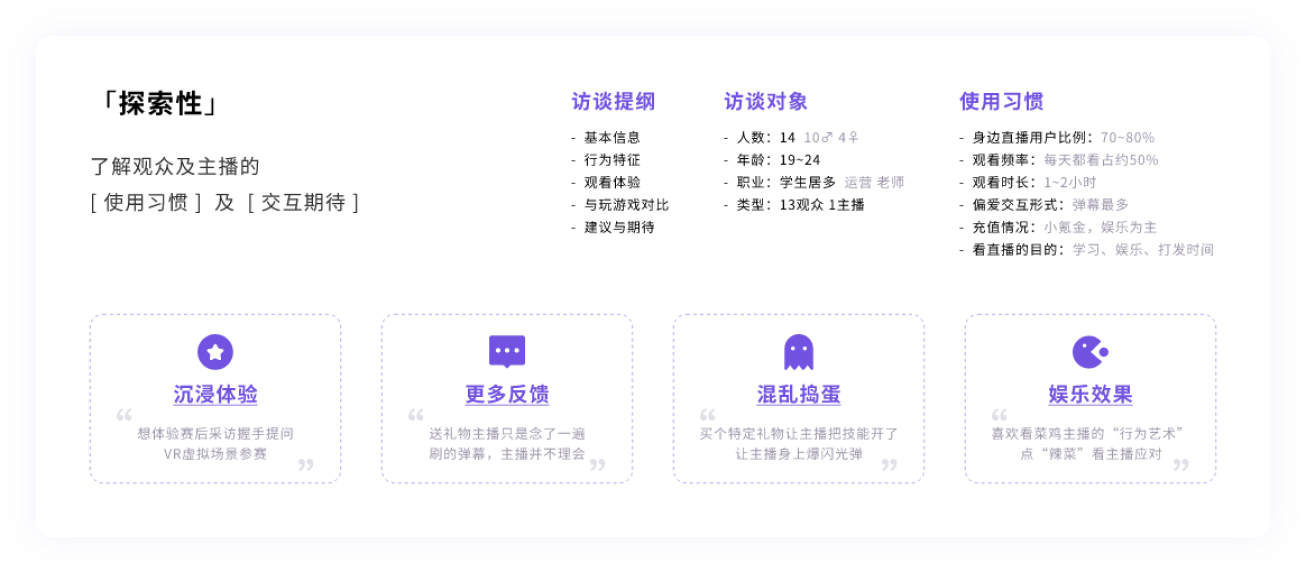 「探索性」
了解观众及主播的
[ 使用习惯 ] 及 [ 交互期待 ]
访谈提纲
- 基本信息
- 行为特征
- 观看体验
- 与玩游戏对比
- 建议与期待
访谈对象
- 人数：14 10♂ 4♀
- 年龄：19~24
- 职业：学生居多 运营 老师
- 类型：13观众 1主播
使用习惯
- 身边直播用户比例：70~80%
- 观看频率：每天都看占约50%
- 观看时长：1~2小时
- 偏爱交互形式：弹幕最多
- 充值情况：小氪金，娱乐为主
- 看直播的目的：学习、娱乐、打发时间
沉浸体验
“
想体验赛后采访握手提问
VR虚拟场景参赛
”
更多反馈
“
送礼物主播只是念了一遍
刷的弹幕，主播并不理会
”
混乱捣蛋
“
买个特定礼物让主播把技能开了
让主播身上爆闪光弹
”
娱乐效果
“
喜欢看菜鸡主播的“行为艺术”
点“辣菜”看主播应对
”